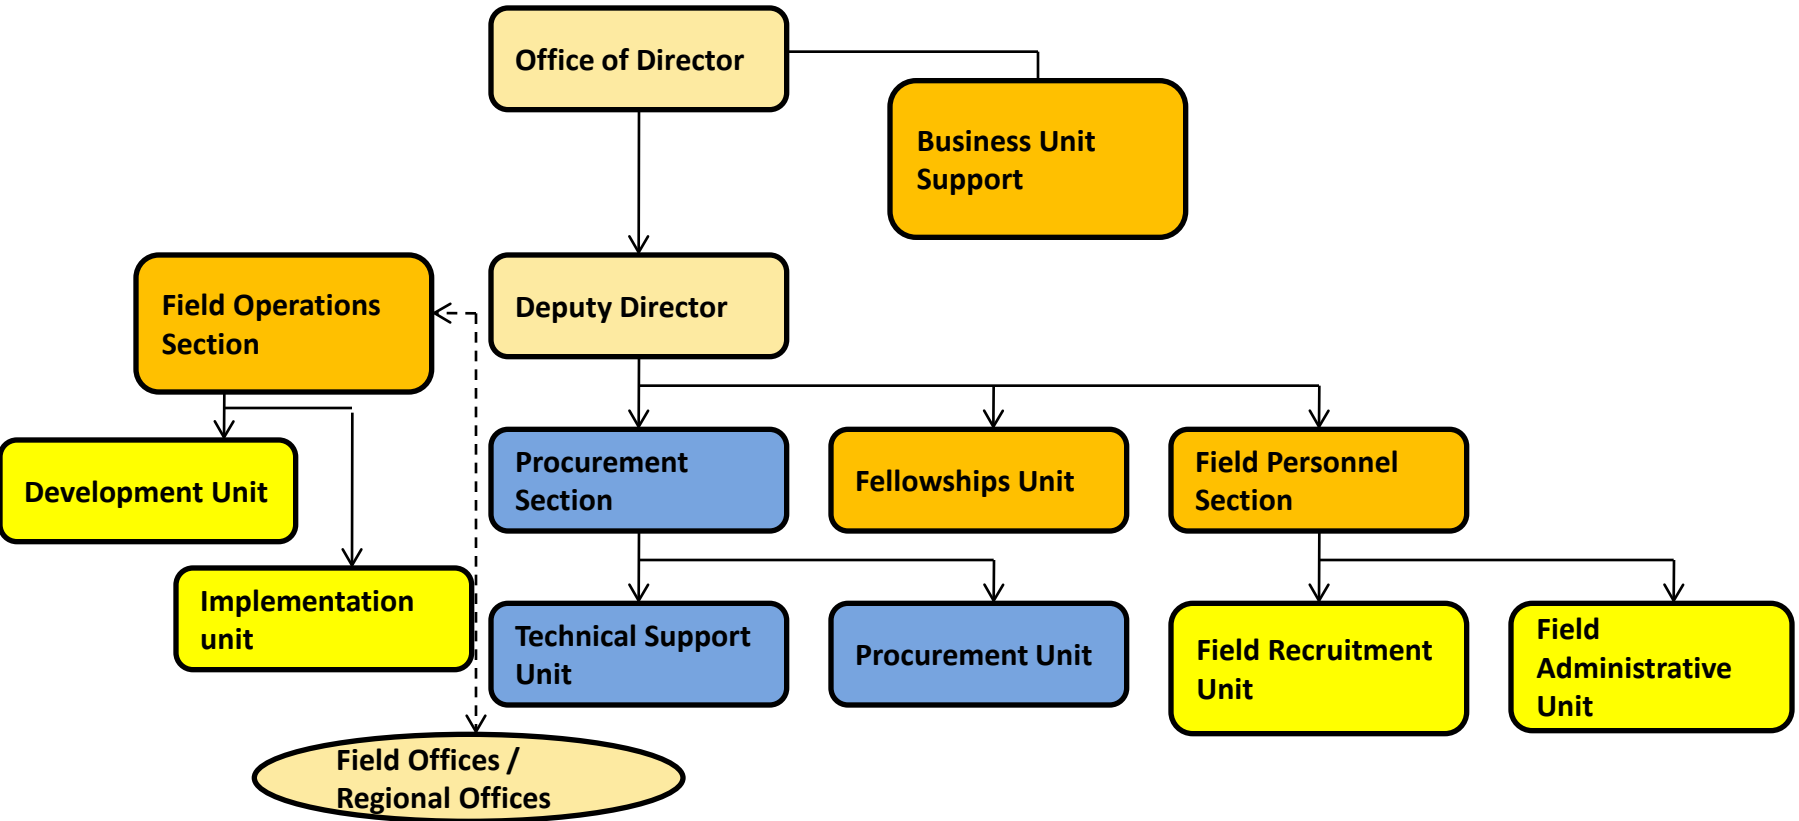 Office of Director
Business Unit
Support
Field Operations
Section
Deputy Director
Development Unit
Procurement
Section
Fellowships Unit
Field Personnel
Section
Implementation
unit
Technical Support
Unit
Procurement Unit
Field Recruitment
Unit
Field
Administrative
Unit
Field Offices /
Regional Offices